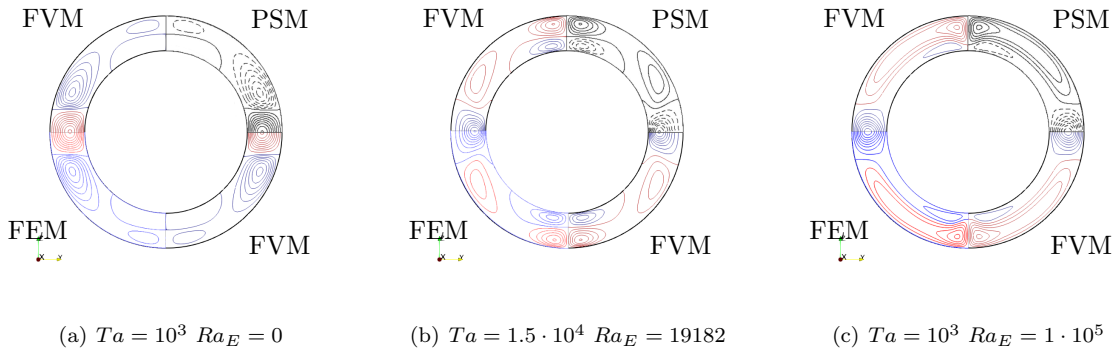 FVM PSM FVM PSM FVM PSM
FEM FVM FEM FVM FEM FVM
X Y X Y X Y
(a) Ta = 10³ Ra_E = 0 (b) Ta = 1.5 · 10⁴ Ra_E = 19182 (c) Ta = 10³ Ra_E = 1 · 10⁵